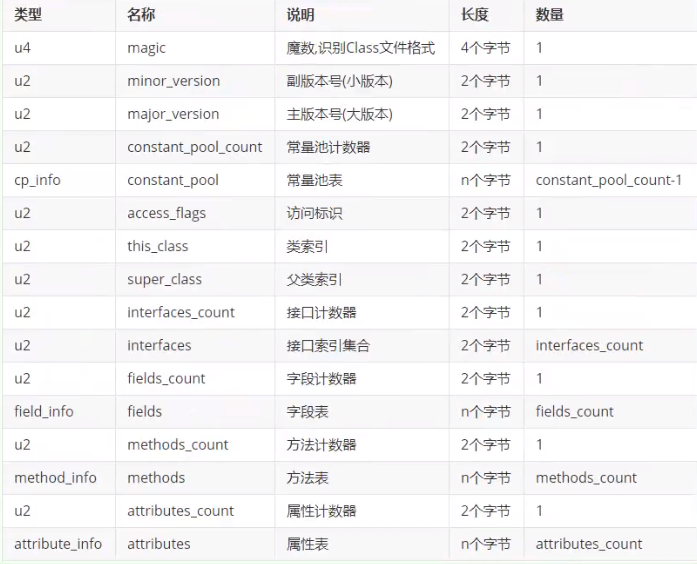 类型 名称 说明 长度 数量
u4 magic 魔数,识别Class文件格式 4个字节 1
u2 minor_version 副版本号(小版本) 2个字节 1
u2 major_version 主版本号(大版本) 2个字节 1
u2 constant_pool_count 常量池计数器 2个字节 1
cp_info constant_pool 常量池表 n个字节 constant_pool_count-1
u2 access_flags 访问标识 2个字节 1
u2 this_class 类索引 2个字节 1
u2 super_class 父类索引 2个字节 1
u2 interfaces_count 接口计数器 2个字节 1
u2 interfaces 接口索引集合 2个字节 interfaces_count
u2 fields_count 字段计数器 2个字节 1
field_info fields 字段表 n个字节 fields_count
u2 methods_count 方法计数器 2个字节 1
method_info methods 方法表 n个字节 methods_count
u2 attributes_count 属性计数器 2个字节 1
attribute_info attributes 属性表 n个字节 attributes_count